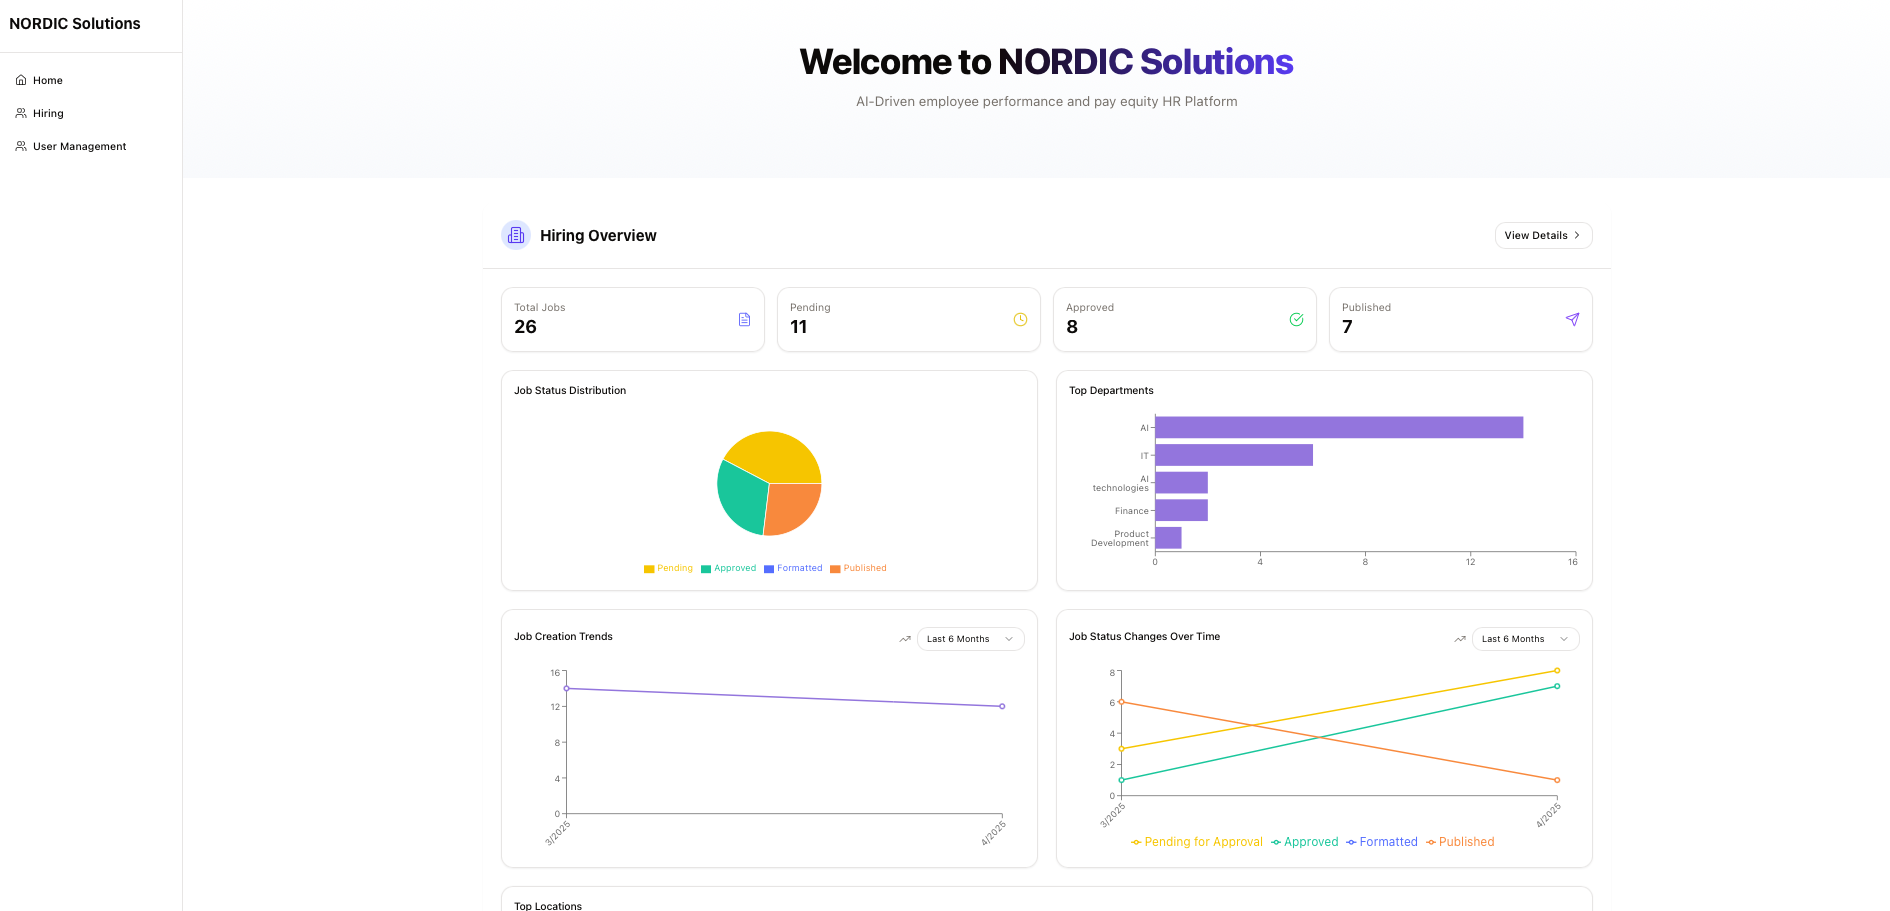 NORDIC Solutions
Home
Hiring
User Management
Welcome to NORDIC Solutions
AI-Driven employee performance and pay equity HR Platform
Hiring Overview
View Details
Total Jobs
26
Pending
11
Approved
8
Published
7
Job Status Distribution
Pending Approved Formatted Published
Top Departments
AI
IT
AI
technologies
Finance
Product
Development
0 4 8 12 16
Job Creation Trends
Last 6 Months
16
12
8
4
0
3/2025 4/2025
Job Status Changes Over Time
Last 6 Months
8
6
4
2
0
3/2025 4/2025
Pending for Approval Approved Formatted Published
Top Locations